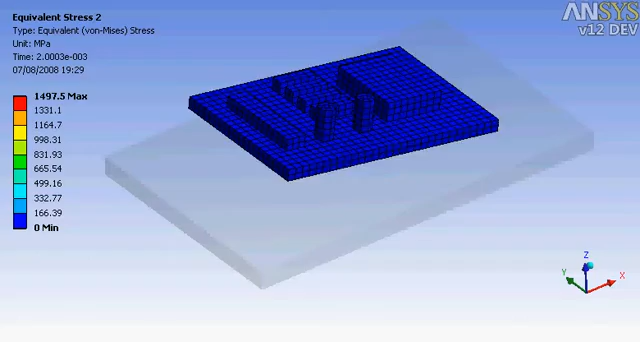 Equivalent Stress 2
Type: Equivalent (von-Mises) Stress
Unit: MPa
Time: 2.0003e-003
07/08/2008 19:29
1497.5 Max
1331.1
1164.7
998.31
831.93
665.54
499.16
332.77
166.39
0 Min
ANSYS
v12 DEV
Z
Y
X